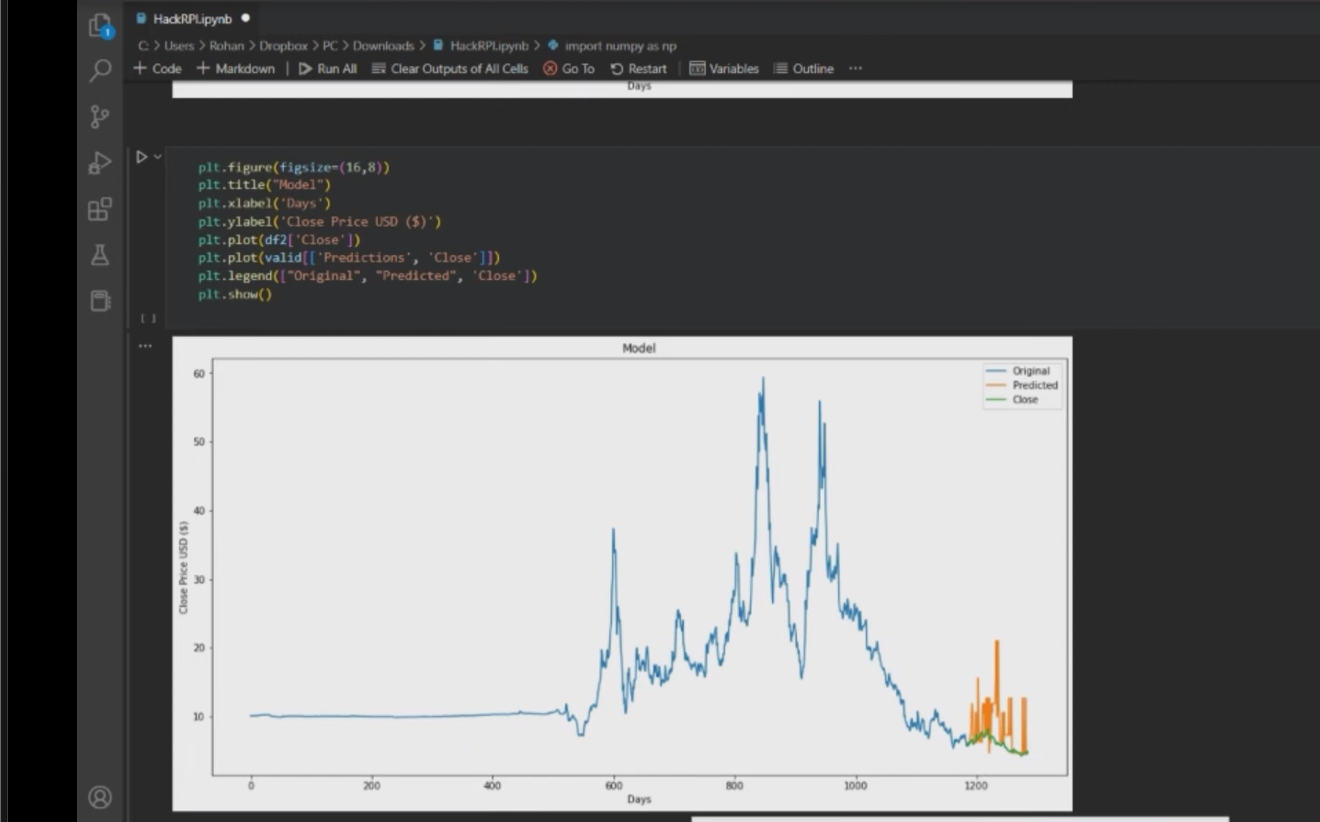 HackRPI.ipynb
1
C: > Users > Rohan > Dropbox > PC > Downloads > HackRPI.ipynb > import numpy as np
+ Code + Markdown | Run All Clear Outputs of All Cells Go To Restart | Variables Outline ...
Days
plt.figure(figsize=(16,8))
plt.title("Model")
plt.xlabel('Days')
plt.ylabel('Close Price USD ($)')
plt.plot(df2['Close'])
plt.plot(valid[['Predictions', 'Close']])
plt.legend(["Original", "Predicted", 'Close'])
plt.show()
[ ]
...
Model
Original
Predicted
Close
60
50
40
30
20
10
Close Price USD ($)
0 200 400 600 800 1000 1200
Days